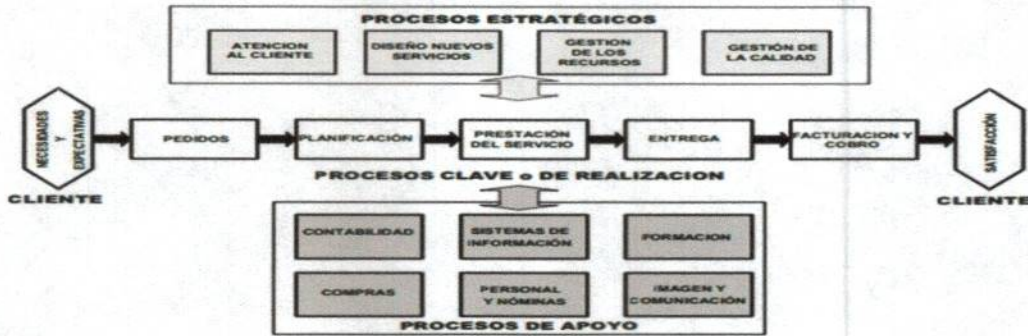 PROCESOS ESTRATÉGICOS
ATENCION
AL CLIENTE
DISEÑO NUEVOS
SERVICIOS
GESTION
DE LOS
RECURSOS
GESTIÓN DE
LA CALIDAD
NECESIDADES
Y
EXPECTATIVAS
CLIENTE
PEDIDOS
PLANIFICACIÓN
PRESTACIÓN
DEL SERVICIO
ENTREGA
FACTURACION Y
COBRO
SATISFACCIÓN
CLIENTE
PROCESOS CLAVE o DE REALIZACION
CONTABILIDAD
SISTEMAS DE
INFORMACIÓN
FORMACION
COMPRAS
PERSONAL
Y NÓMINAS
IMAGEN Y
COMUNICACIÓN
PROCESOS DE APOYO